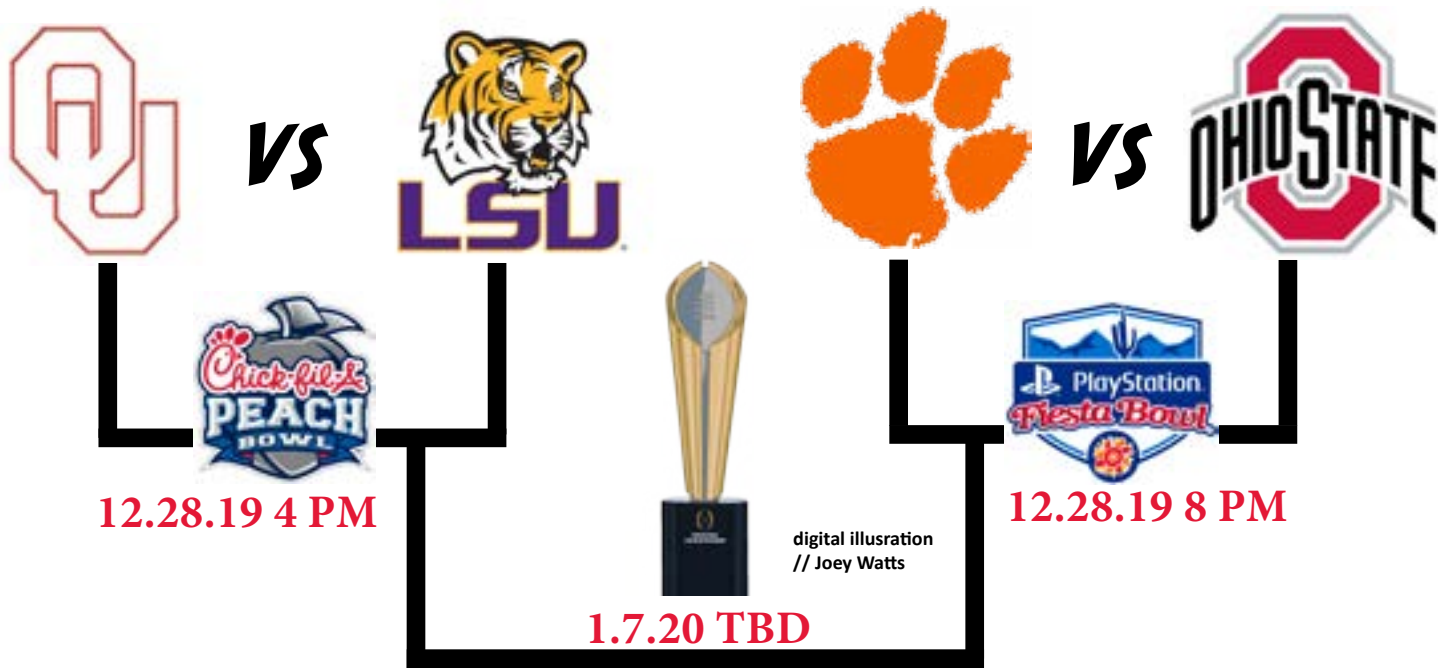 OU
VS
LSU
VS
OHIO STATE
Chick-fil-A
PEACH
BOWL
12.28.19 4 PM
PlayStation
Fiesta Bowl
12.28.19 8 PM
digital illusration
// Joey Watts
1.7.20 TBD